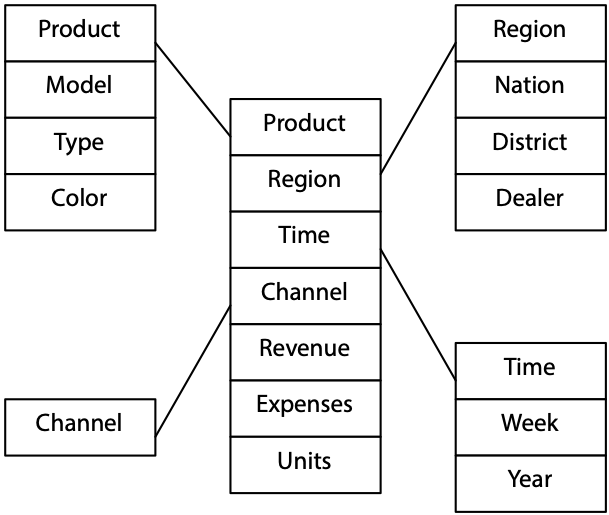 Product
Model
Type
Color
Product
Region
Time
Channel
Revenue
Expenses
Units
Region
Nation
District
Dealer
Channel
Time
Week
Year